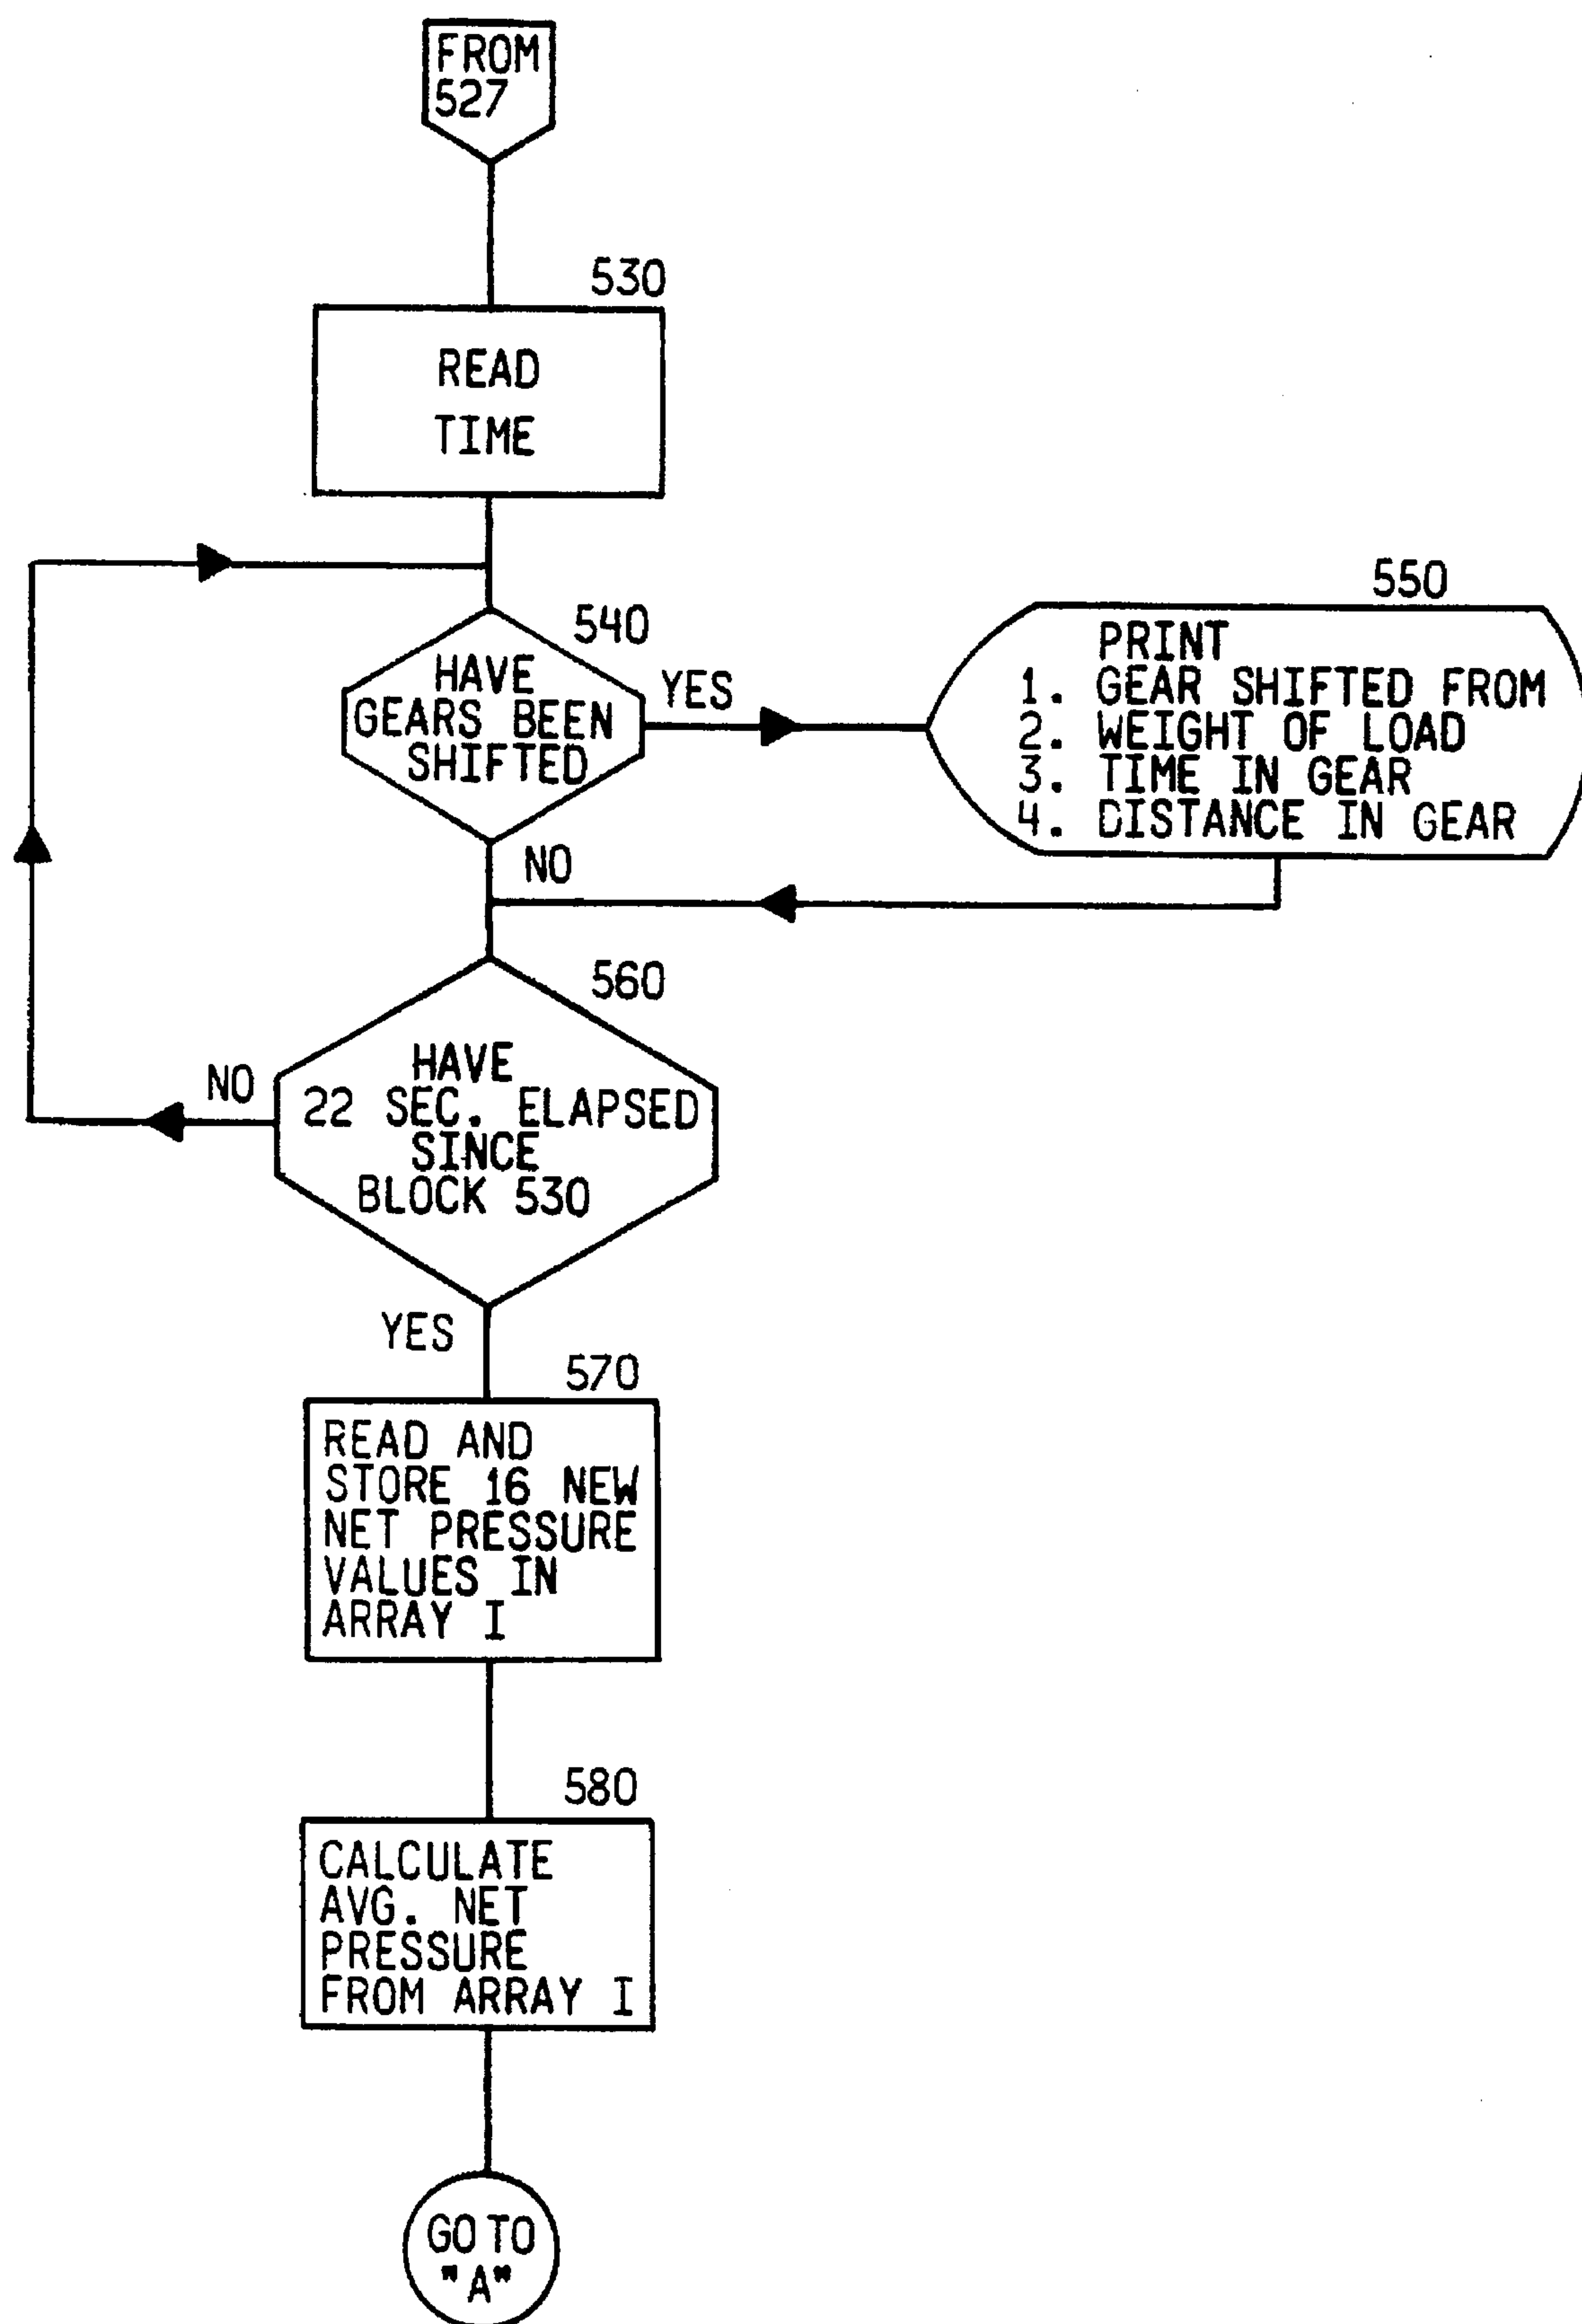 FROM
527
530
READ
TIME
540
HAVE
GEARS BEEN
SHIFTED
YES
550
PRINT
1. GEAR SHIFTED FROM
2. WEIGHT OF LOAD
3. TIME IN GEAR
4. DISTANCE IN GEAR
NO
560
HAVE
22 SEC. ELAPSED
SINCE
BLOCK 530
NO
YES
570
READ AND
STORE 16 NEW
NET PRESSURE
VALUES IN
ARRAY I
580
CALCULATE
AVG. NET
PRESSURE
FROM ARRAY I
GO TO
"A"